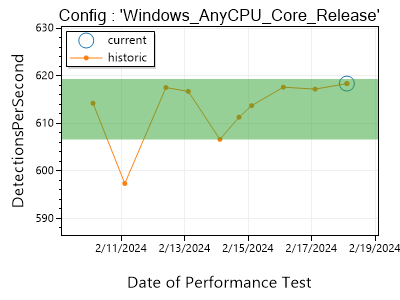 Config : 'Windows_AnyCPU_Core_Release'
630
620
610
600
590
DetectionsPerSecond
current
historic
2/11/2024
2/13/2024
2/15/2024
2/17/2024
2/19/2024
Date of Performance Test